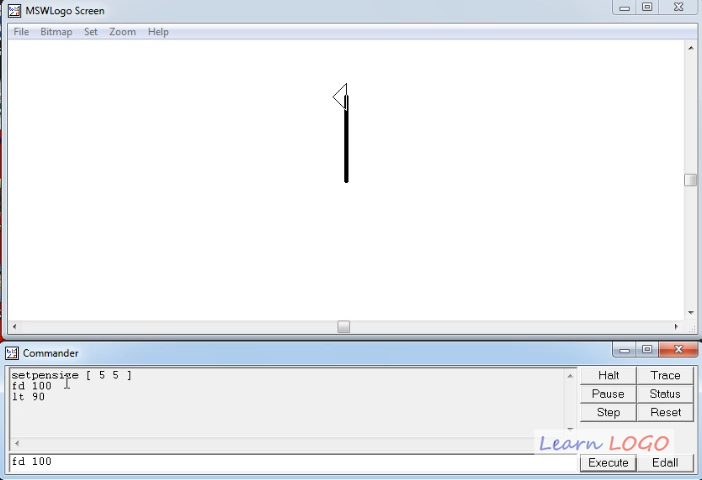 MSWLogo Screen
File Bitmap Set Zoom Help
Commander
setpensize [ 5 5 ]
fd 100
lt 90
Halt Trace
Pause Status
Step Reset
Learn LOGO
fd 100
Execute Edall